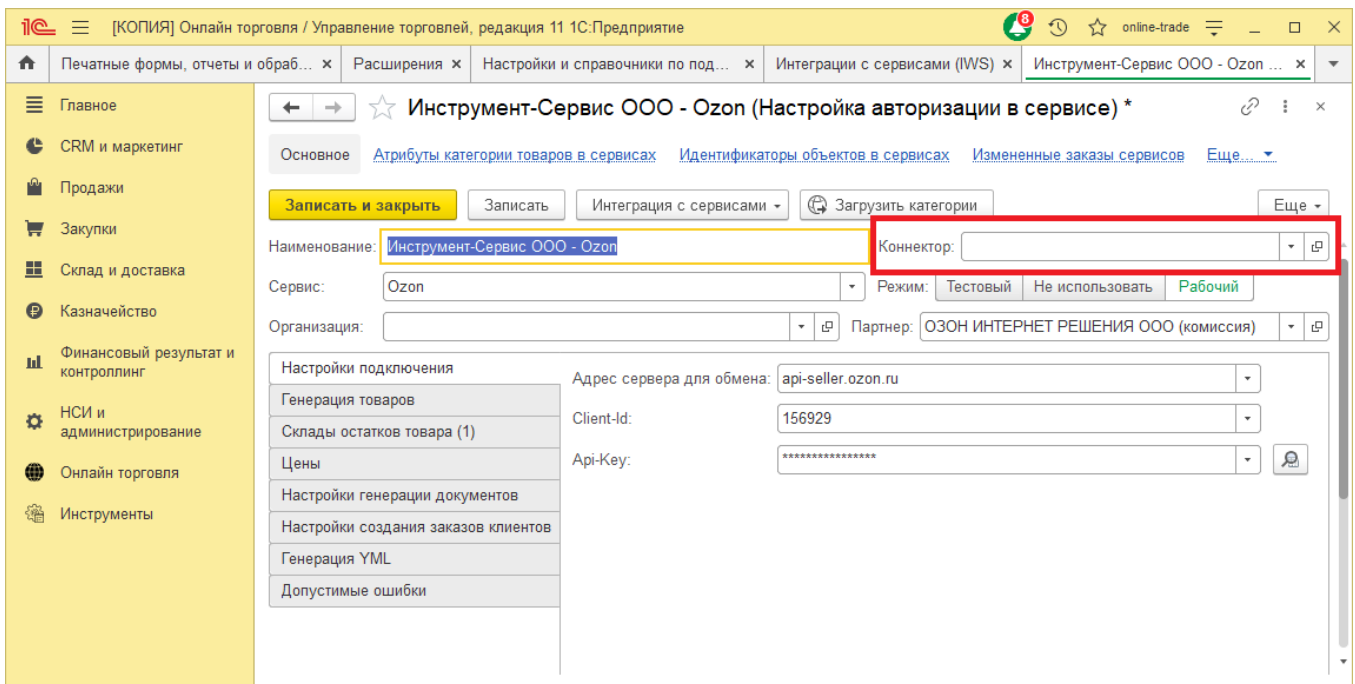 1С [КОПИЯ] Онлайн торговля / Управление торговлей, редакция 11 1С:Предприятие 8 online-trade
Печатные формы, отчеты и обраб... × Расширения × Настройки и справочники по под... × Интеграции с сервисами (IWS) × Инструмент-Сервис ООО - Ozon ... ×
Главное
CRM и маркетинг
Продажи
Закупки
Склад и доставка
Казначейство
Финансовый результат и
контроллинг
НСИ и
администрирование
Онлайн торговля
Инструменты
Инструмент-Сервис ООО - Ozon (Настройка авторизации в сервисе) *
Основное Атрибуты категории товаров в сервисах Идентификаторы объектов в сервисах Измененные заказы сервисов Еще...
Записать и закрыть Записать Интеграция с сервисами Загрузить категории Еще
Наименование: Инструмент-Сервис ООО - Ozon Коннектор:
Сервис: Ozon Режим: Тестовый Не использовать Рабочий
Организация: Партнер: ОЗОН ИНТЕРНЕТ РЕШЕНИЯ ООО (комиссия)
Настройки подключения
Генерация товаров
Склады остатков товара (1)
Цены
Настройки генерации документов
Настройки создания заказов клиентов
Генерация YML
Допустимые ошибки
Адрес сервера для обмена: api-seller.ozon.ru
Client-Id: 156929
Api-Key: ****************